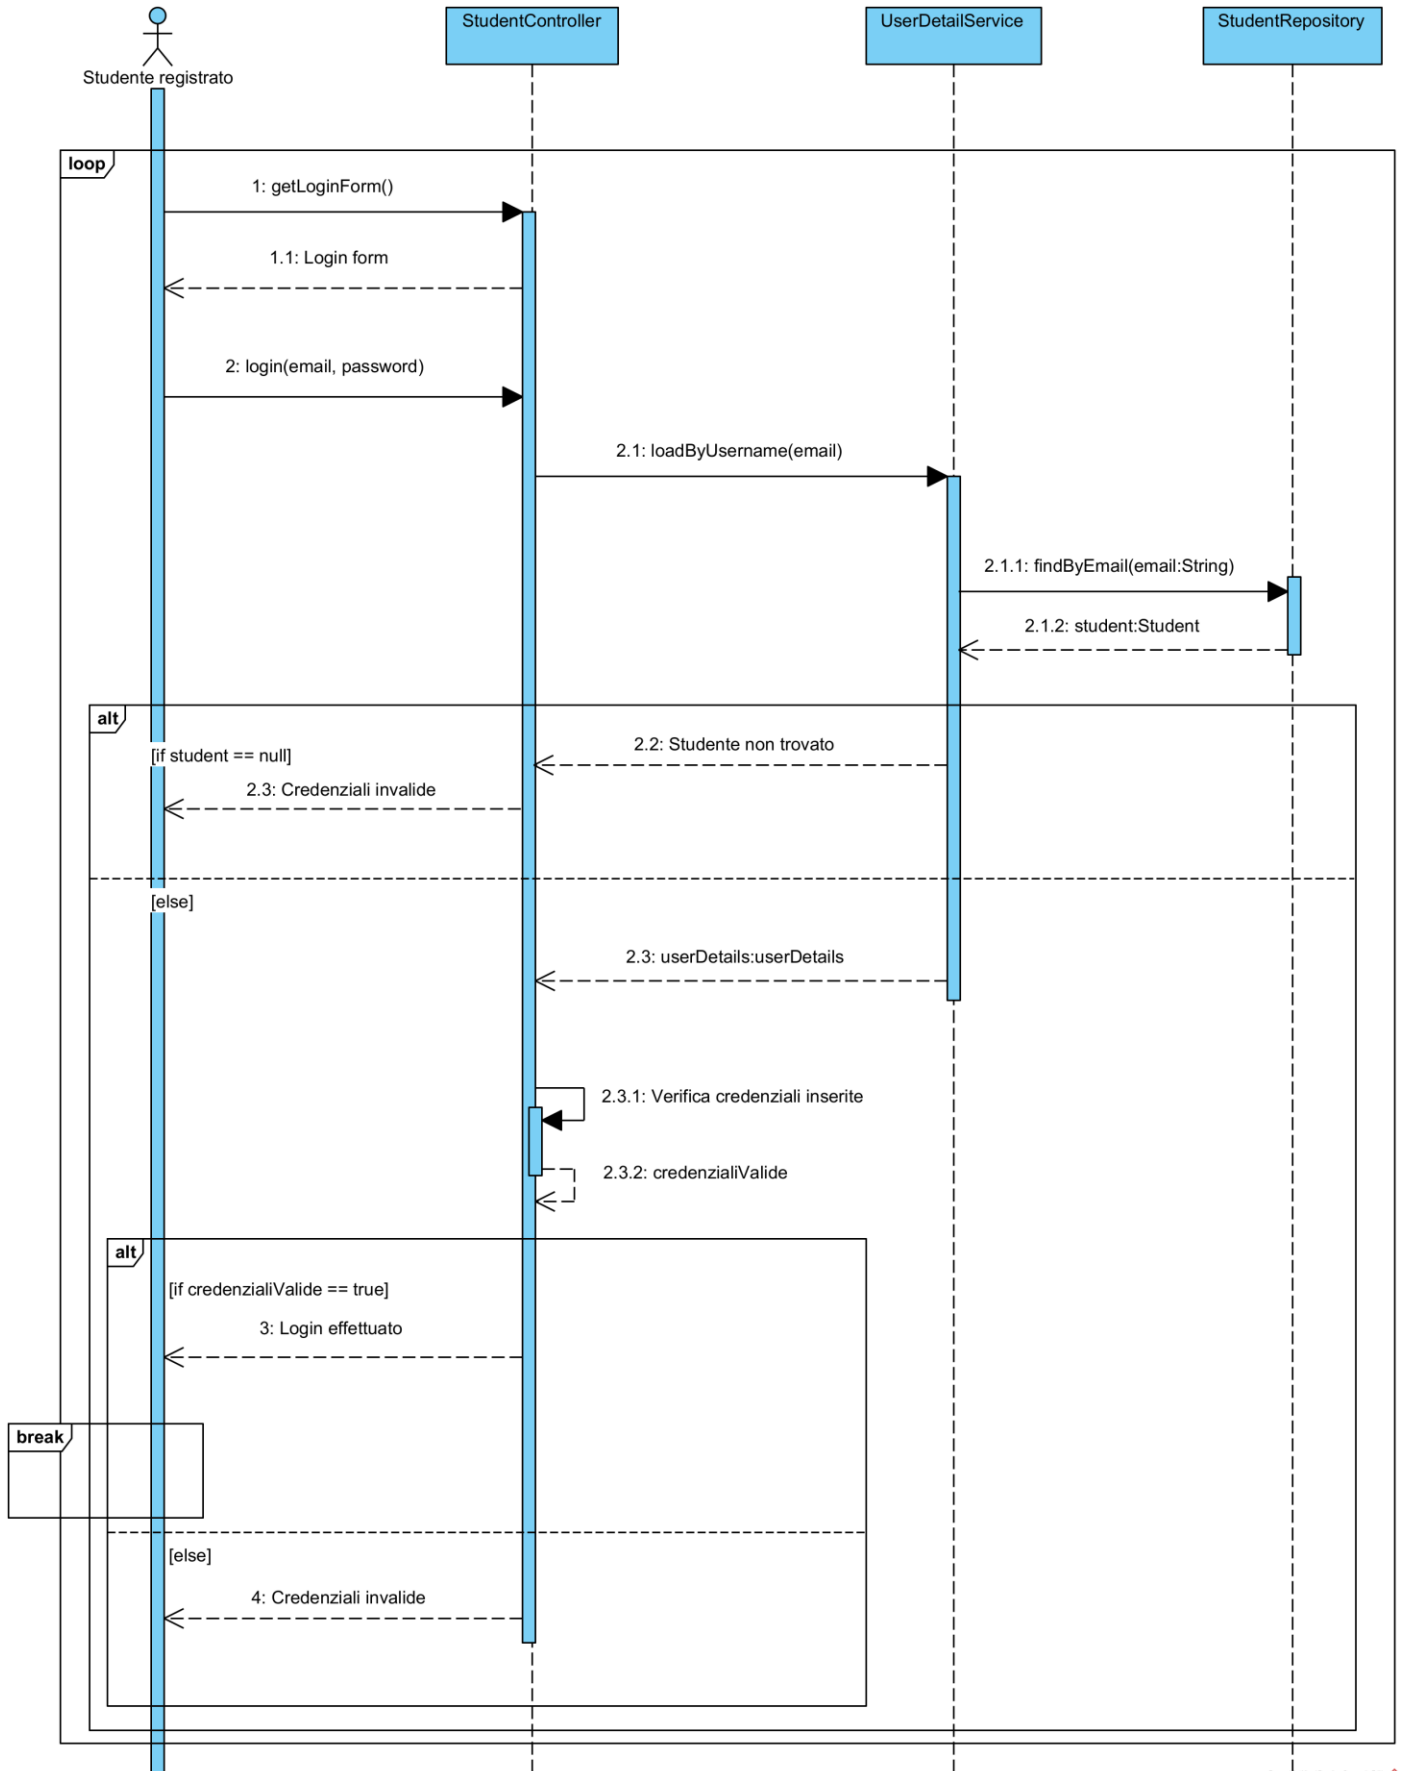 StudentController
UserDetailService
StudentRepository
Studente registrato
loop
1: getLoginForm()
1.1: Login form
2: login(email, password)
2.1: loadByUsername(email)
2.1.1: findByEmail(email:String)
2.1.2: student:Student
alt
[if student == null]
2.2: Studente non trovato
2.3: Credenziali invalide
[else]
2.3: userDetails:userDetails
2.3.1: Verifica credenziali inserite
2.3.2: credenzialiValide
alt
[if credenzialiValide == true]
3: Login effettuato
break
[else]
4: Credenziali invalide